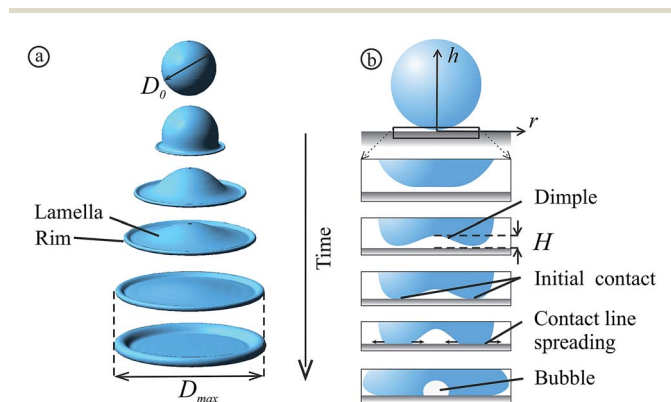 a
D0
Lamella
Rim
Dmax
Time
b
h
r
Dimple
H
Initial contact
Contact line
spreading
Bubble